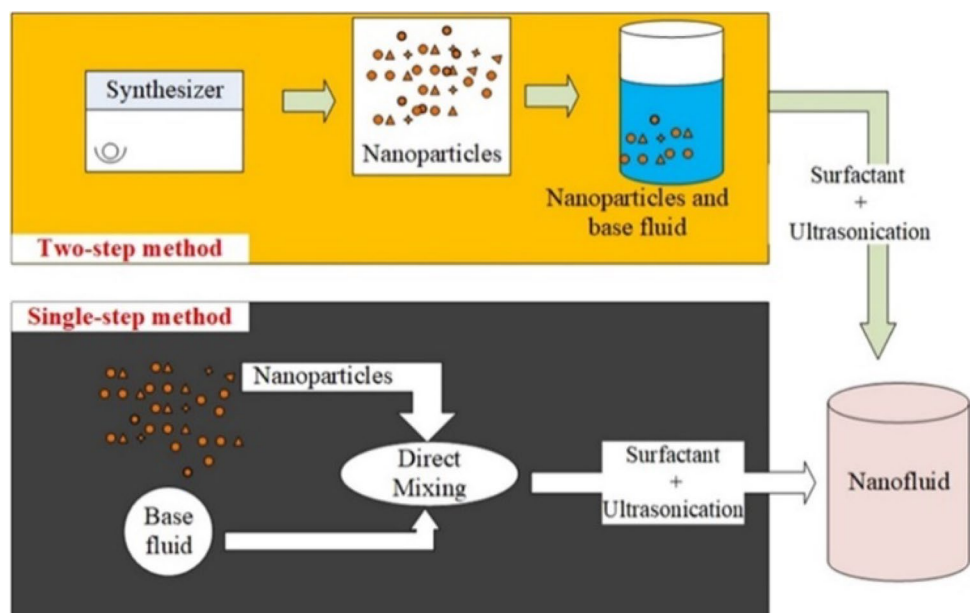 Synthesizer
Nanoparticles
Nanoparticles and
base fluid
Two-step method
Surfactant
+
Ultrasonication
Single-step method
Nanoparticles
Direct
Mixing
Base
fluid
Surfactant
+
Ultrasonication
Nanofluid